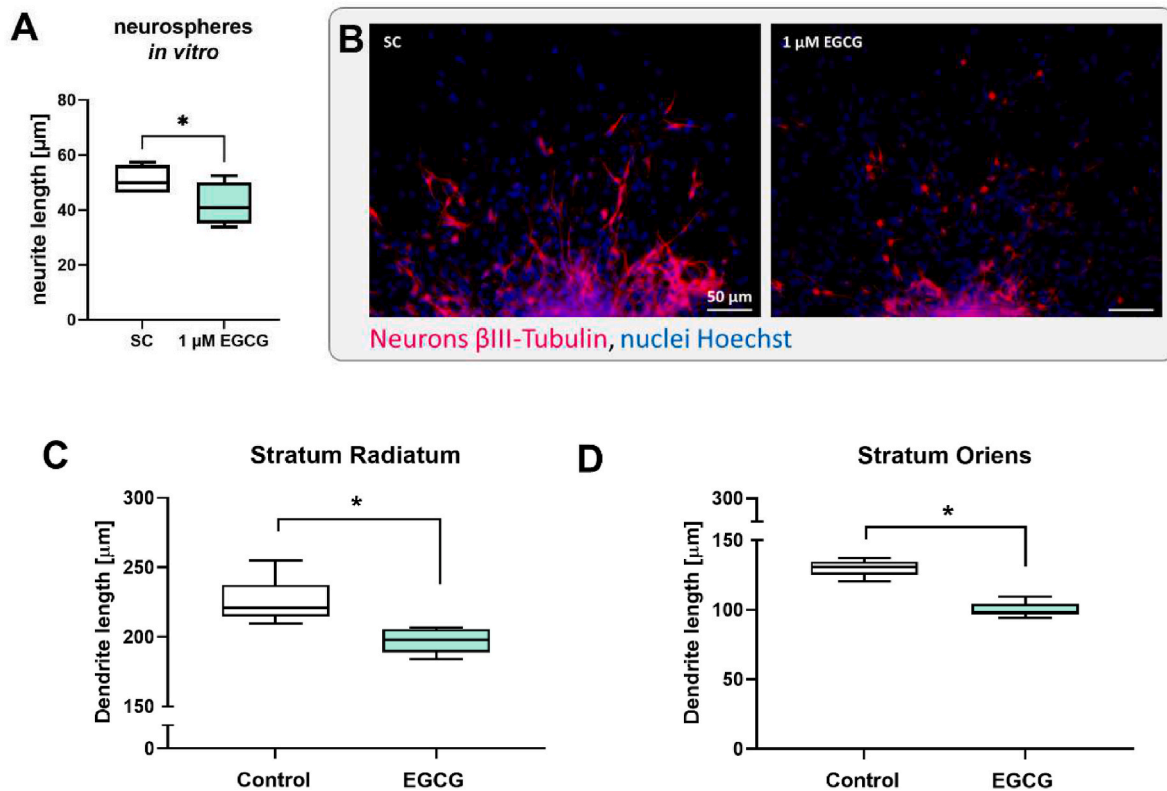 A
neurospheres
in vitro
neurite length [µm]
80
60
40
20
0
*
SC
1 µM EGCG
B
SC
1 µM EGCG
50 µm
Neurons βIII-Tubulin, nuclei Hoechst
C
Stratum Radiatum
Dendrite length [µm]
300
250
200
150
0
*
Control
EGCG
D
Stratum Oriens
Dendrite length [µm]
300
150
100
50
0
*
Control
EGCG